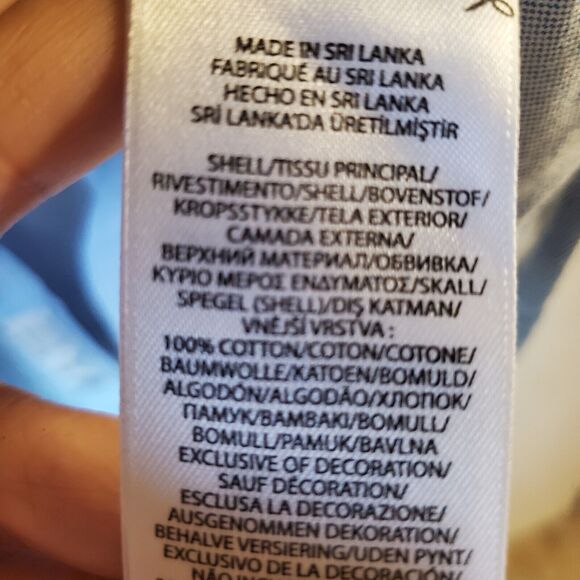 MADE IN SRI LANKA
FABRIQUÉ AU SRI LANKA
HECHO EN SRI LANKA
SRİ LANKA'DA ÜRETİLMİŞTİR
SHELL/TISSU PRINCIPAL/
RIVESTIMENTO/SHELL/BOVENSTOF/
KROPSSTYKKE/TELA EXTERIOR/
CAMADA EXTERNA/
ВЕРХНИЙ МАТЕРИАЛ/ОБВИВКА/
ΚΥΡΙΟ ΜΕΡΟΣ ΕΝΔΥΜΑΤΟΣ/SKALL/
SPEGEL (SHELL)/DIŞ KATMAN/
VNĚJŠÍ VRSTVA :
100% COTTON/COTON/COTONE/
BAUMWOLLE/KATOEN/BOMULD/
ALGODÓN/ALGODÃO/ХЛОПОК/
ПАМУК/ΒΑΜΒΑΚΙ/BOMULL/
BOMULL/PAMUK/BAVLNA
EXCLUSIVE OF DECORATION/
SAUF DÉCORATION/
ESCLUSA LA DECORAZIONE/
AUSGENOMMEN DEKORATION/
BEHALVE VERSIERING/UDEN PYNT/
EXCLUSIVO DE LA DECORACIÓN/
NÃO